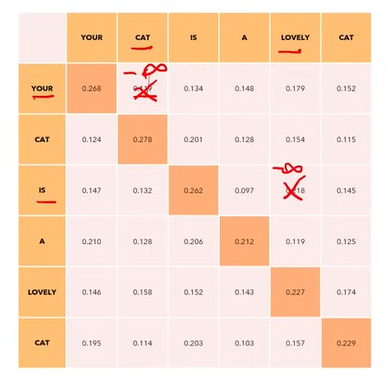 YOUR CAT IS A LOVELY CAT
YOUR 0.268 -∞ 0.134 0.148 0.179 0.152
CAT 0.124 0.278 0.201 0.128 0.154 0.115
IS 0.147 0.132 0.262 0.097 -∞ 0.145
A 0.210 0.128 0.206 0.212 0.119 0.125
LOVELY 0.146 0.158 0.152 0.143 0.227 0.174
CAT 0.195 0.114 0.203 0.103 0.157 0.229